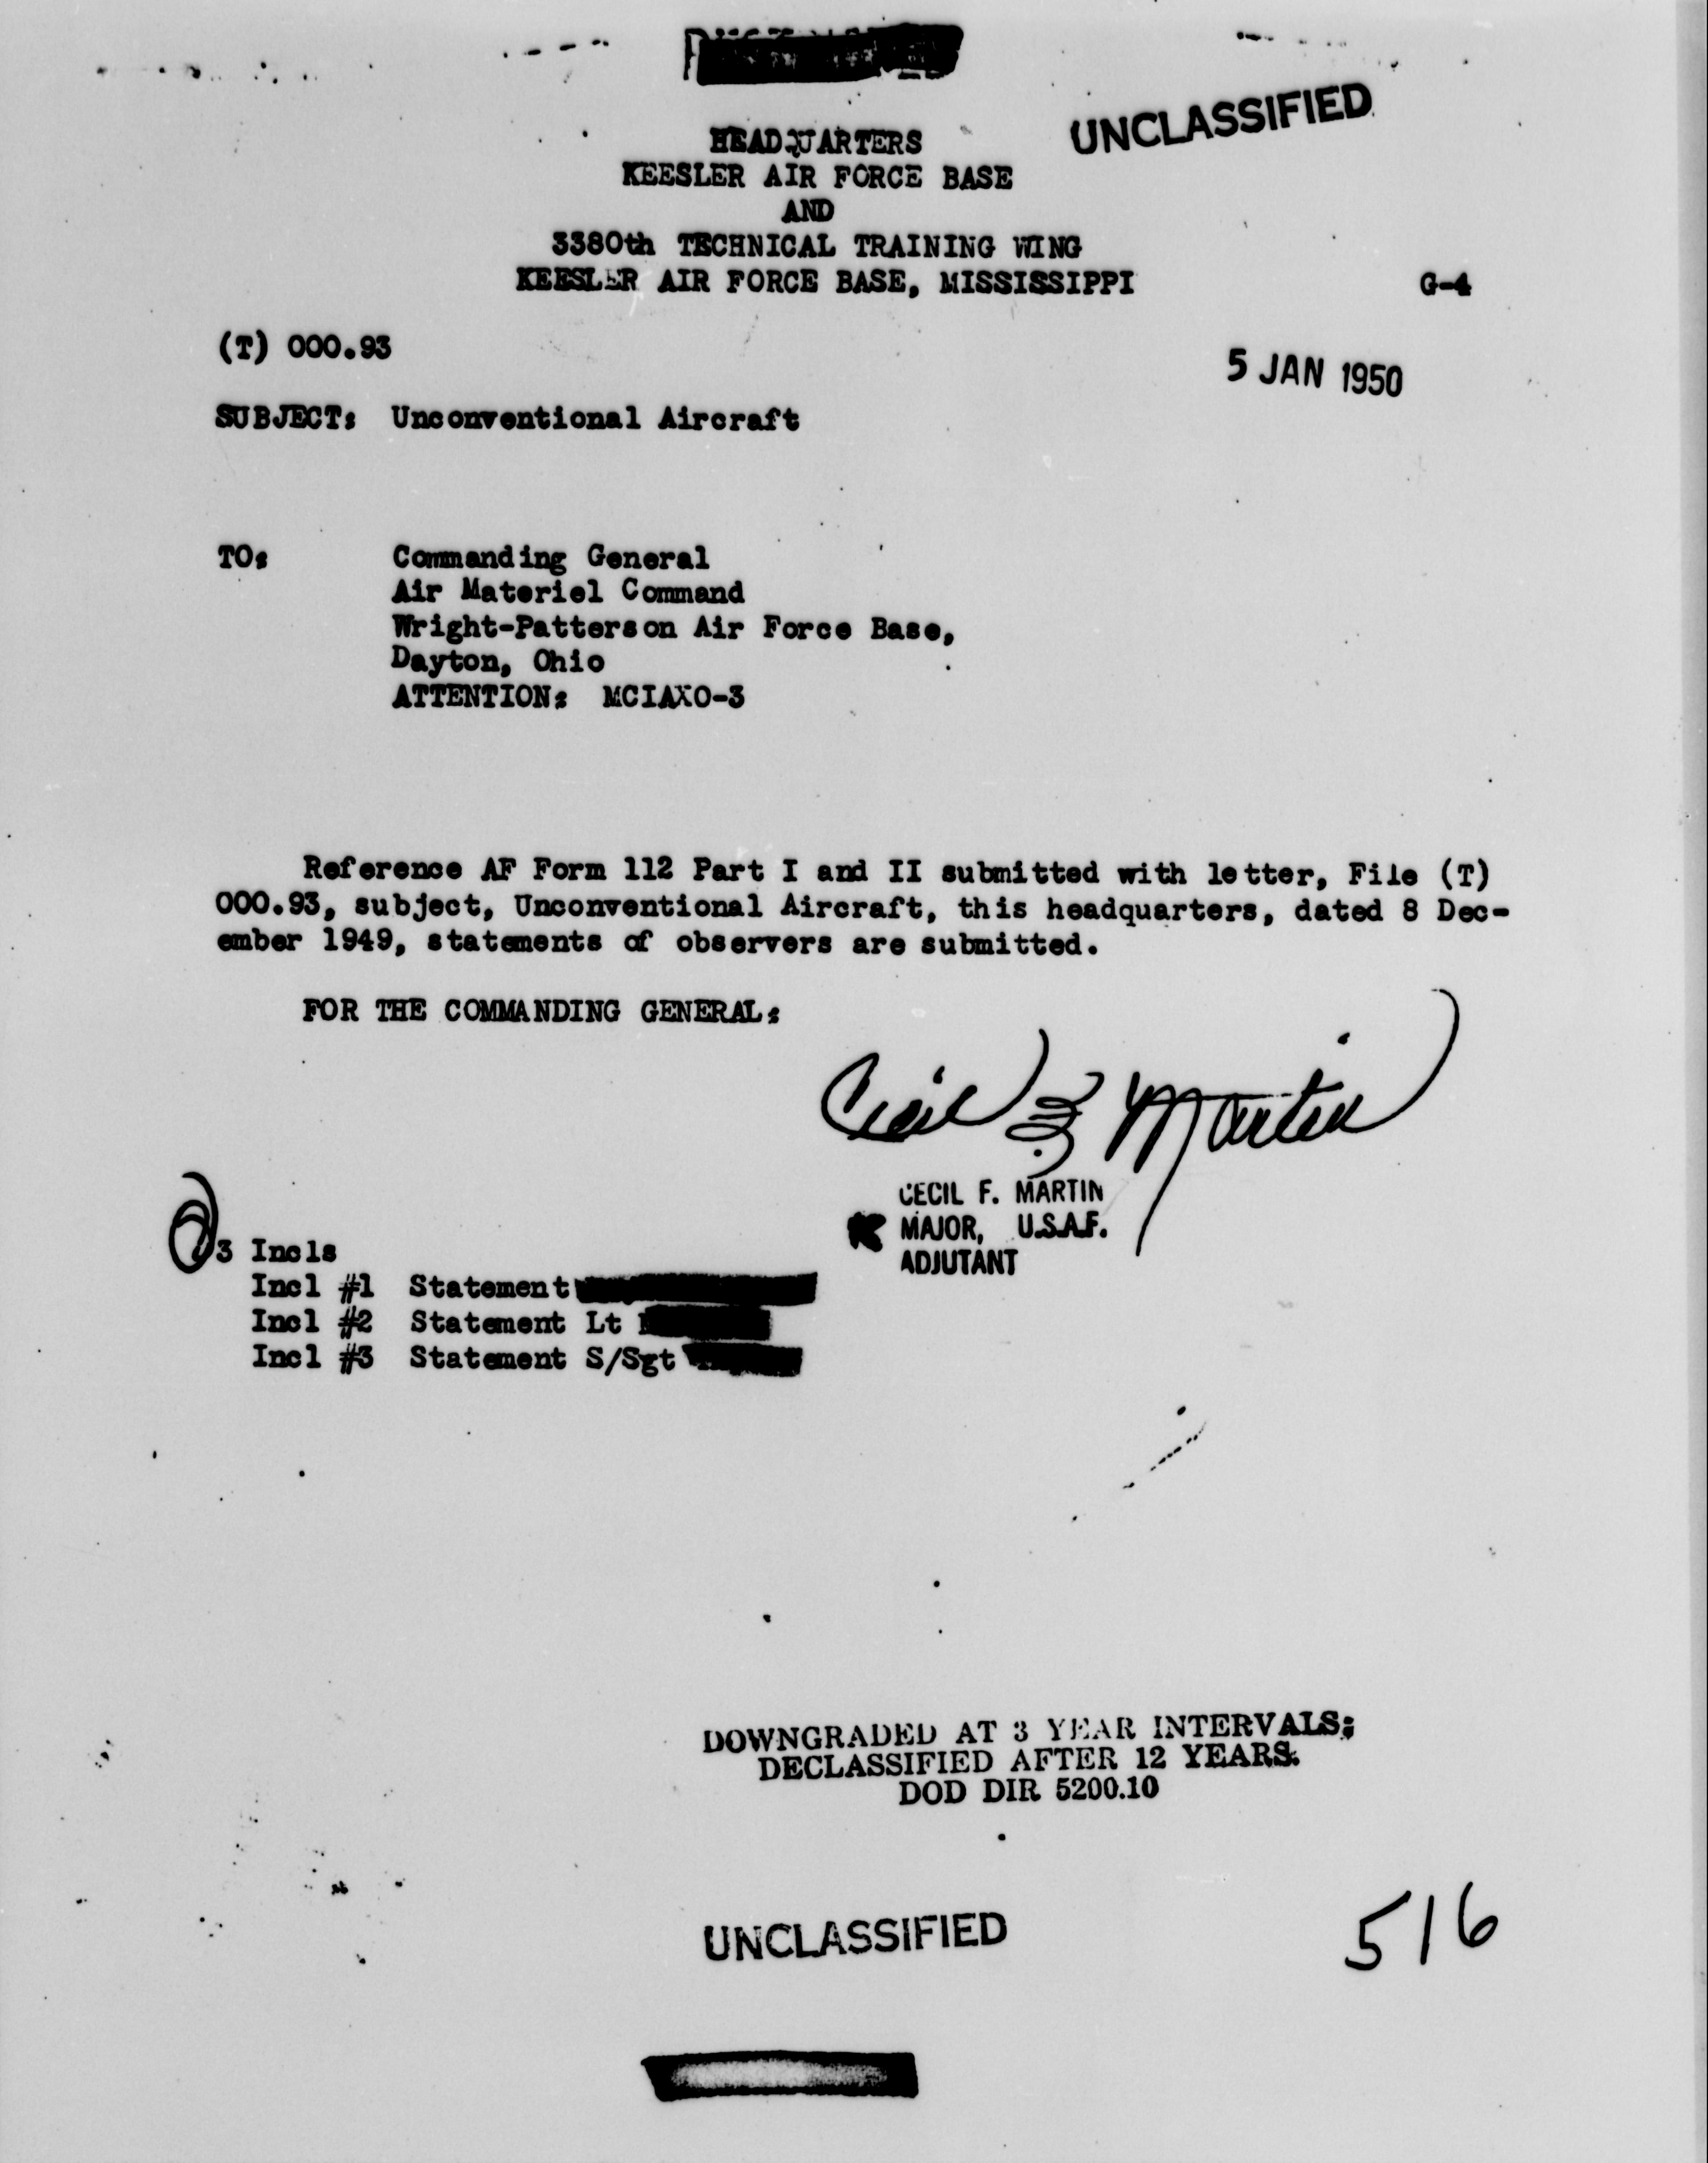 UNCLASSIFIED
HEADQUARTERS
KEESLER AIR FORCE BASE
AND
3380th TECHNICAL TRAINING WING
KEESLER AIR FORCE BASE, MISSISSIPPI
G-4
(T) 000.93
5 JAN 1950
SUBJECT: Unconventional Aircraft
TO: Commanding General
Air Materiel Command
Wright-Patterson Air Force Base,
Dayton, Ohio
ATTENTION: MCIAXO-3
Reference AF Form 112 Part I and II submitted with letter, File (T)
000.93, subject, Unconventional Aircraft, this headquarters, dated 8 Dec-
ember 1949, statements of observers are submitted.
FOR THE COMMANDING GENERAL:
Cecil F Martin
CECIL F. MARTIN
MAJOR, U.S.A.F.
ADJUTANT
3 Incls
Incl #1 Statement
Incl #2 Statement Lt
Incl #3 Statement S/Sgt
DOWNGRADED AT 3 YEAR INTERVALS;
DECLASSIFIED AFTER 12 YEARS.
DOD DIR 5200.10
UNCLASSIFIED
516